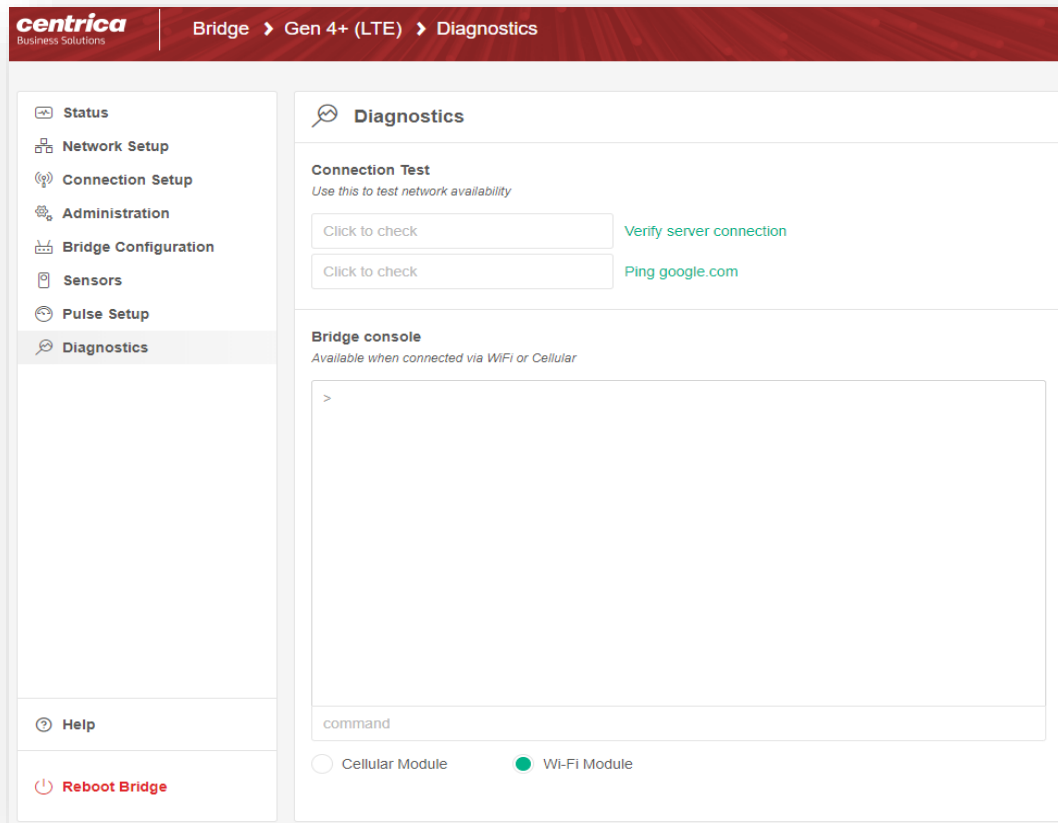 centrica
Business Solutions
Bridge > Gen 4+ (LTE) > Diagnostics
Status
Network Setup
Connection Setup
Administration
Bridge Configuration
Sensors
Pulse Setup
Diagnostics
Help
Reboot Bridge
Diagnostics
Connection Test
Use this to test network availability
Click to check Verify server connection
Click to check Ping google.com
Bridge console
Available when connected via WiFi or Cellular
>
command
Cellular Module Wi-Fi Module